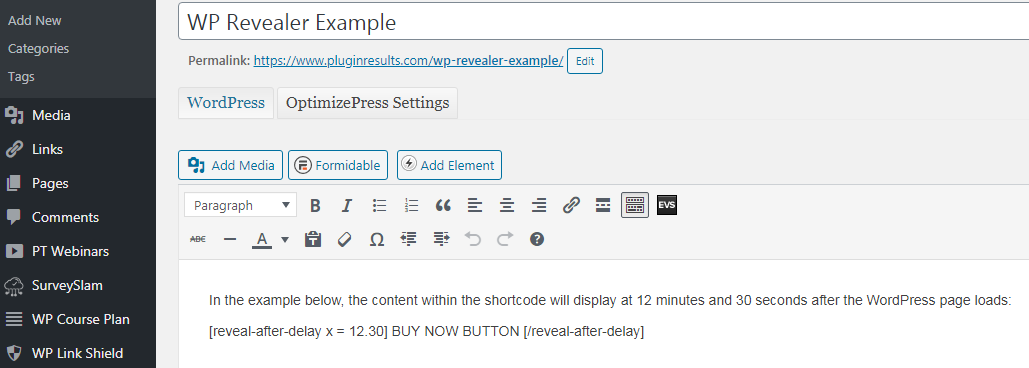 Add New
Categories
Tags
Media
Links
Pages
Comments
PT Webinars
SurveySlam
WP Course Plan
WP Link Shield
WP Revealer Example
Permalink: https://www.pluginresults.com/wp-revealer-example/ Edit
WordPress OptimizePress Settings
Add Media Formidable Add Element
Paragraph B I EVS
ABC A Ω ?
In the example below, the content within the shortcode will display at 12 minutes and 30 seconds after the WordPress page loads:
[reveal-after-delay x = 12.30] BUY NOW BUTTON [/reveal-after-delay]